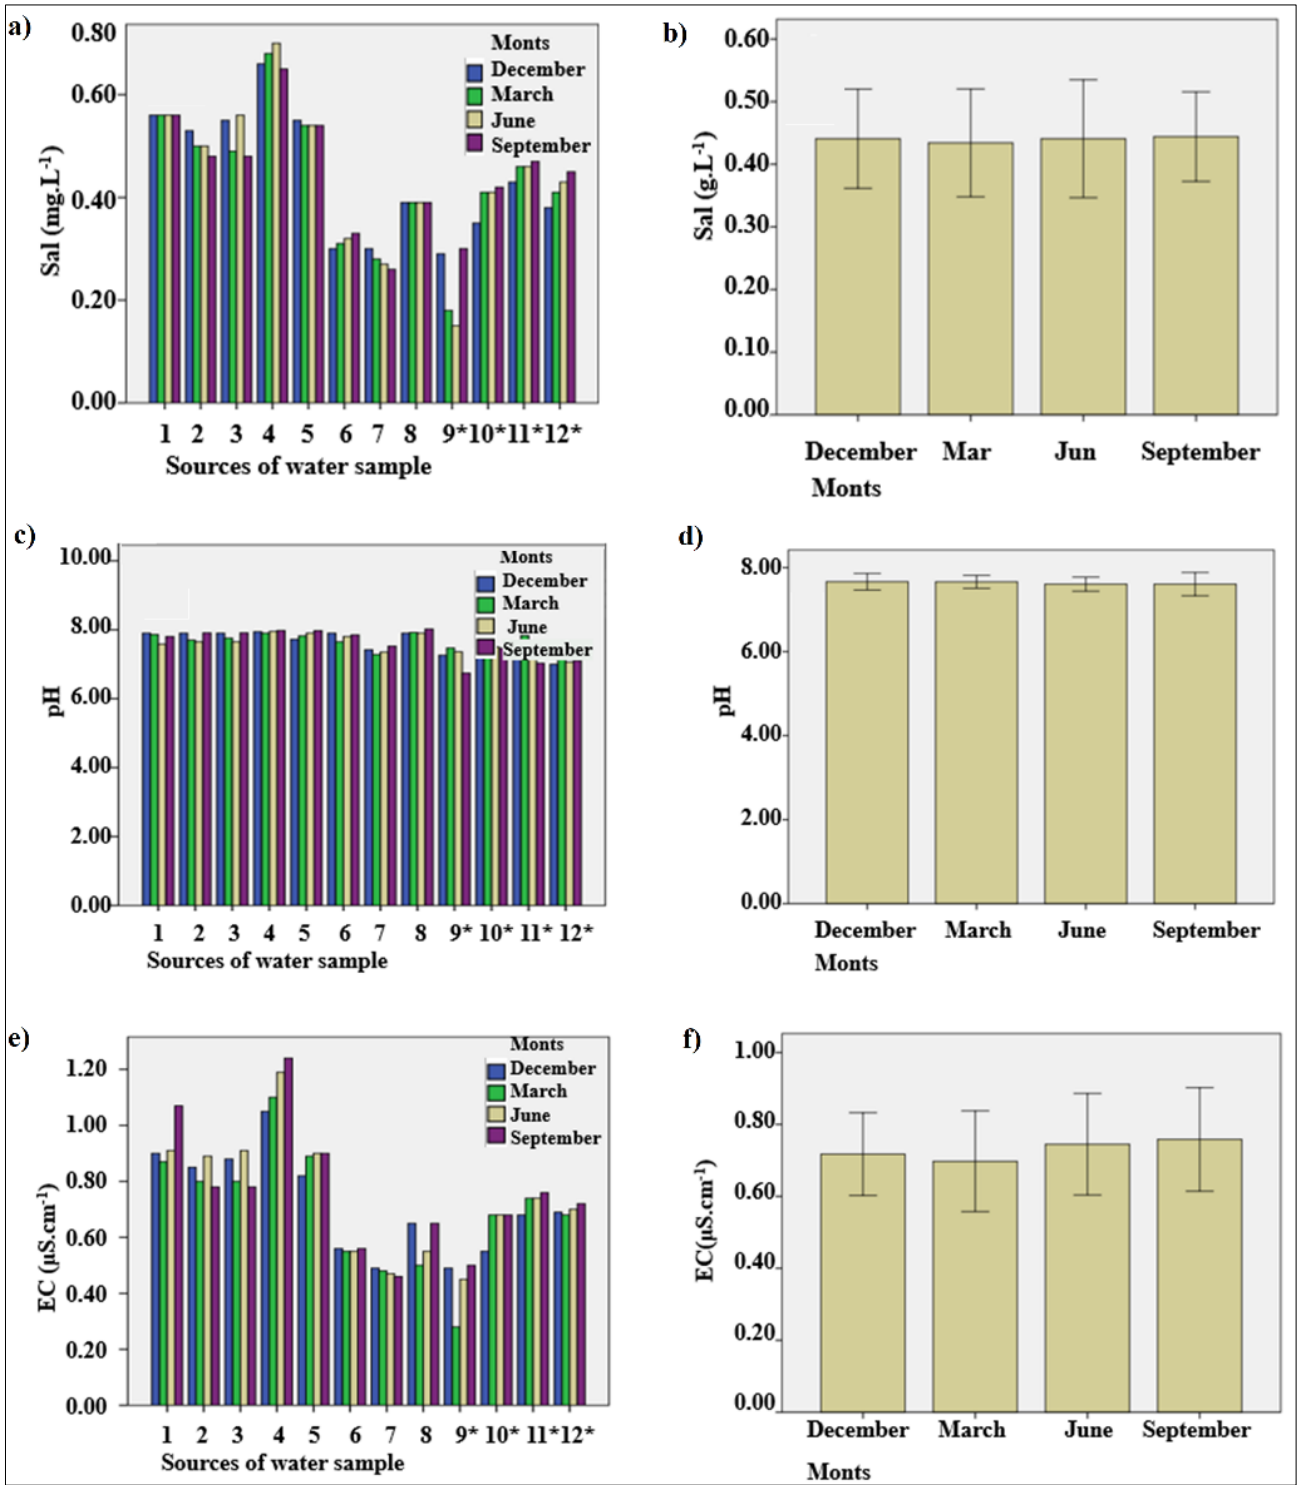 a)
0.80
0.60
0.40
0.20
0.00
Sal (mg.L-1)
Monts
December
March
June
September
1 2 3 4 5 6 7 8 9* 10* 11* 12*
Sources of water sample
b)
0.60
0.50
0.40
0.30
0.20
0.10
0.00
Sal (g.L-1)
December Mar Jun September
Monts
c)
10.00
8.00
6.00
4.00
2.00
0.00
pH
Monts
December
March
June
September
1 2 3 4 5 6 7 8 9* 10* 11* 12*
Sources of water sample
d)
8.00
6.00
4.00
2.00
0.00
pH
December March June September
Monts
e)
1.20
1.00
0.80
0.60
0.40
0.20
0.00
EC (µS.cm-1)
Monts
December
March
June
September
1 2 3 4 5 6 7 8 9* 10* 11* 12*
Sources of water sample
f)
1.00
0.80
0.60
0.40
0.20
0.00
EC(µS.cm-1)
December March June September
Monts